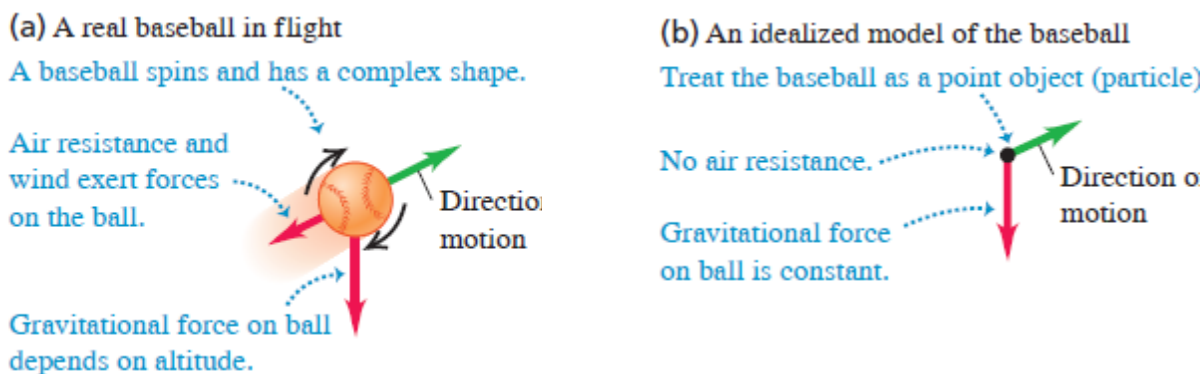 (a) A real baseball in flight
A baseball spins and has a complex shape.
Air resistance and
wind exert forces
on the ball.
Directio
motion
Gravitational force on ball
depends on altitude.
(b) An idealized model of the baseball
Treat the baseball as a point object (particle)
No air resistance.
Direction o
motion
Gravitational force
on ball is constant.